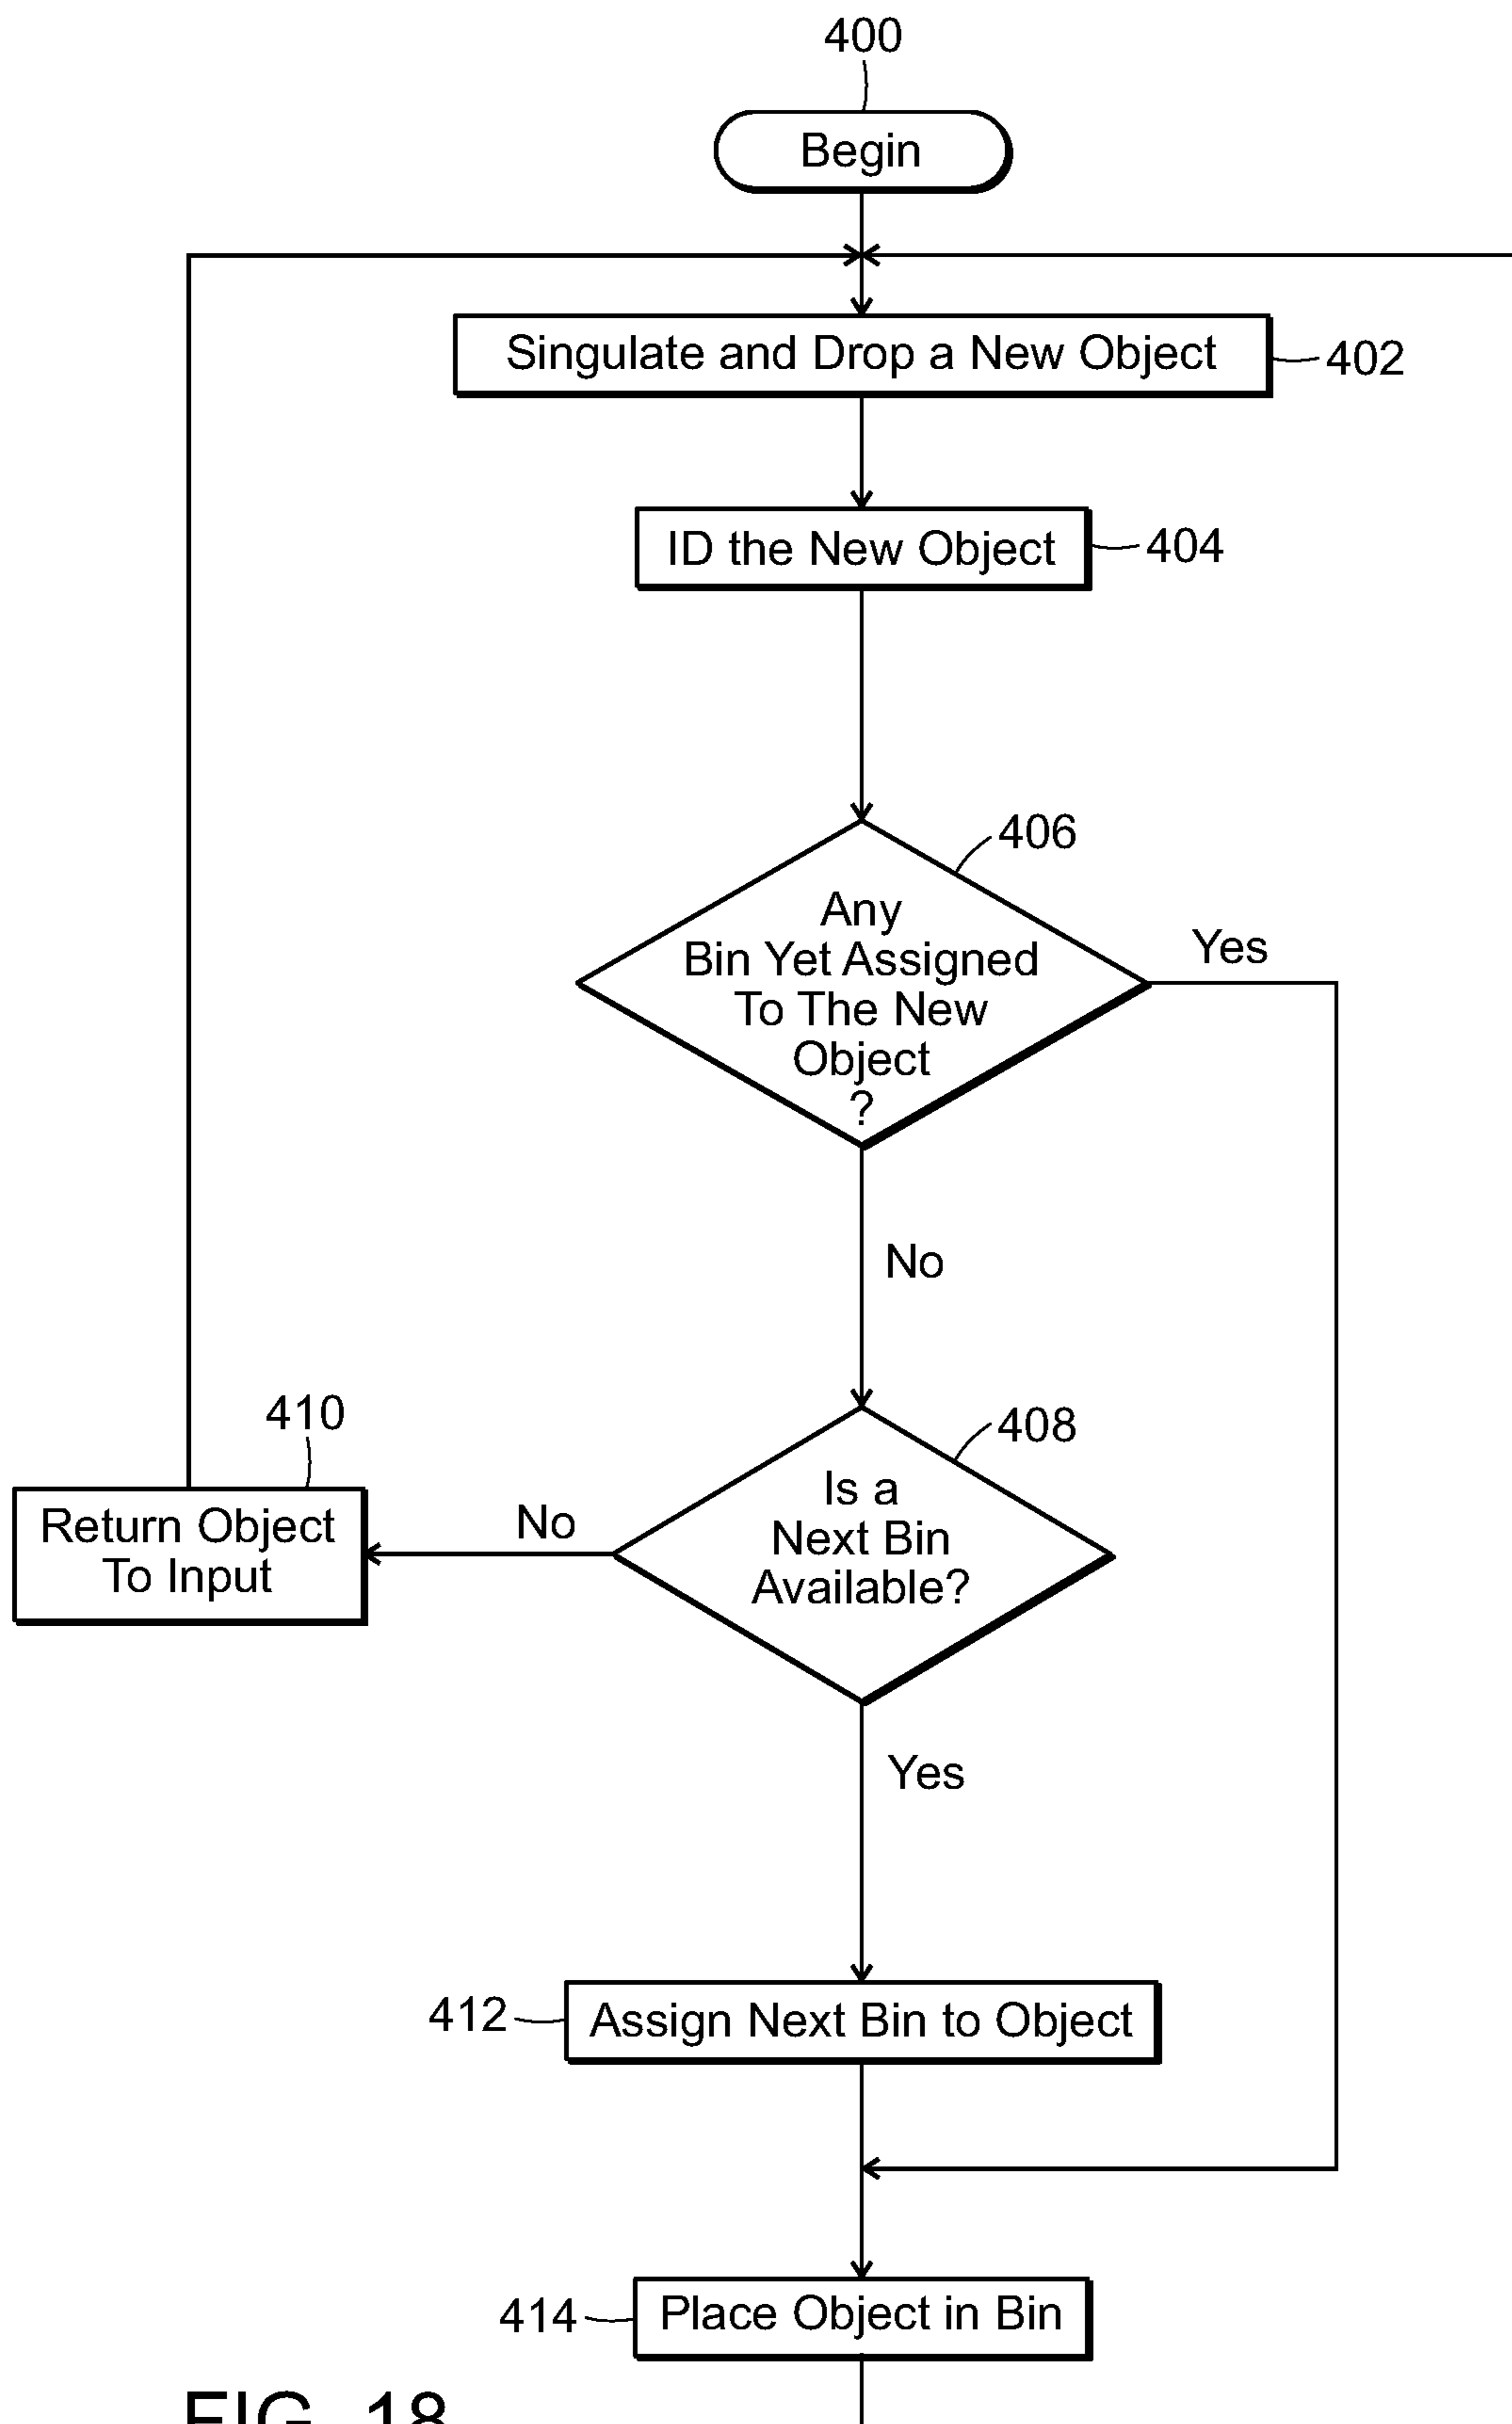 400
Begin
Singulate and Drop a New Object
402
ID the New Object
404
406
Any
Bin Yet Assigned
To The New
Object
?
Yes
No
410
408
Is a
Next Bin
Available?
No
Return Object
To Input
Yes
412
Assign Next Bin to Object
414
Place Object in Bin
FIG. 18